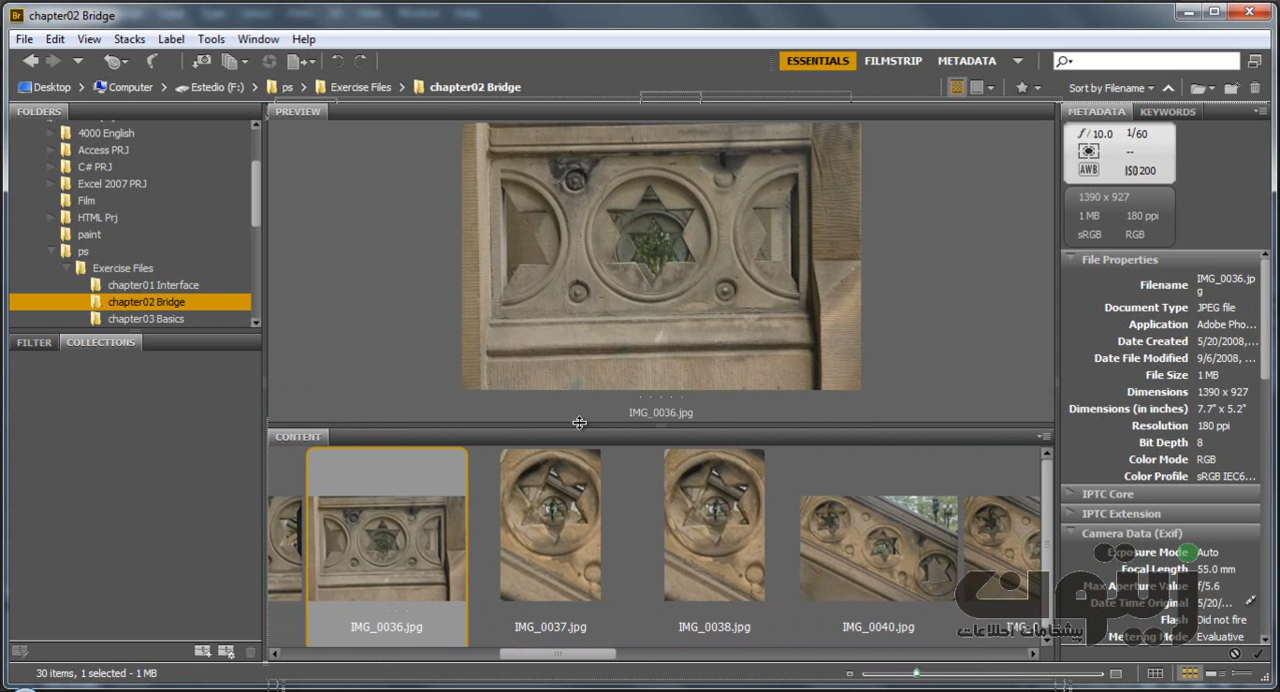 Br chapter02 Bridge
File Edit View Stacks Label Tools Window Help
ESSENTIALS FILMSTRIP METADATA
Desktop Computer Estedio (F:) ps Exercise Files chapter02 Bridge
Sort by Filename
FOLDERS
4000 English
Access PRJ
C# PRJ
Excel 2007 PRJ
Film
HTML Prj
paint
ps
Exercise Files
chapter01 Interface
chapter02 Bridge
chapter03 Basics
FILTER COLLECTIONS
PREVIEW
IMG_0036.jpg
CONTENT
IMG_0036.jpg IMG_0037.jpg IMG_0038.jpg IMG_0040.jpg
METADATA KEYWORDS
f/10.0 1/60
--
AWB ISO200
1390 x 927
1 MB 180 ppi
sRGB RGB
File Properties
Filename IMG_0036.jp
g
Document Type JPEG file
Application Adobe Pho...
Date Created 5/20/2008,...
Date File Modified 9/6/2008, ...
File Size 1 MB
Dimensions 1390 x 927
Dimensions (in inches) 7.7" x 5.2"
Resolution 180 ppi
Bit Depth 8
Color Mode RGB
Color Profile sRGB IEC6...
IPTC Core
IPTC Extension
Camera Data (Exif)
Exposure Mode Auto
Focal Length 55.0 mm
Max Aperture Value f/5.6
Date Time Original 5/20/...
Flash Did not fire
Metering Mode Evaluative
پیشگامان اطلاعات
30 items, 1 selected - 1 MB